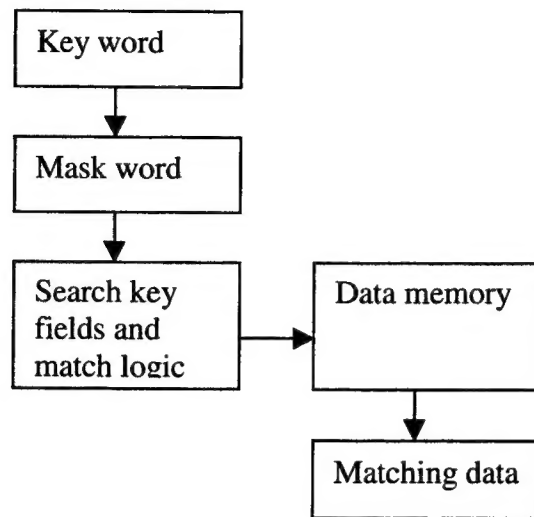 Key word
Mask word
Search key
fields and
match logic
Data memory
Matching data